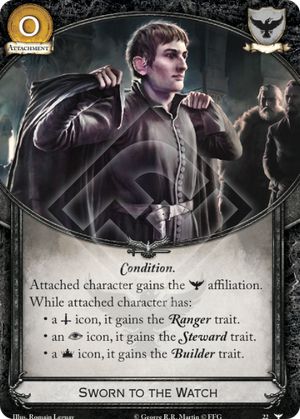 0
ATTACHMENT
Condition.
Attached character gains the affiliation.
While attached character has:
• a icon, it gains the Ranger trait.
• an icon, it gains the Steward trait.
• a icon, it gains the Builder trait.
SWORN TO THE WATCH
Illus. Romain Leguay © George R.R. Martin © FFG 22